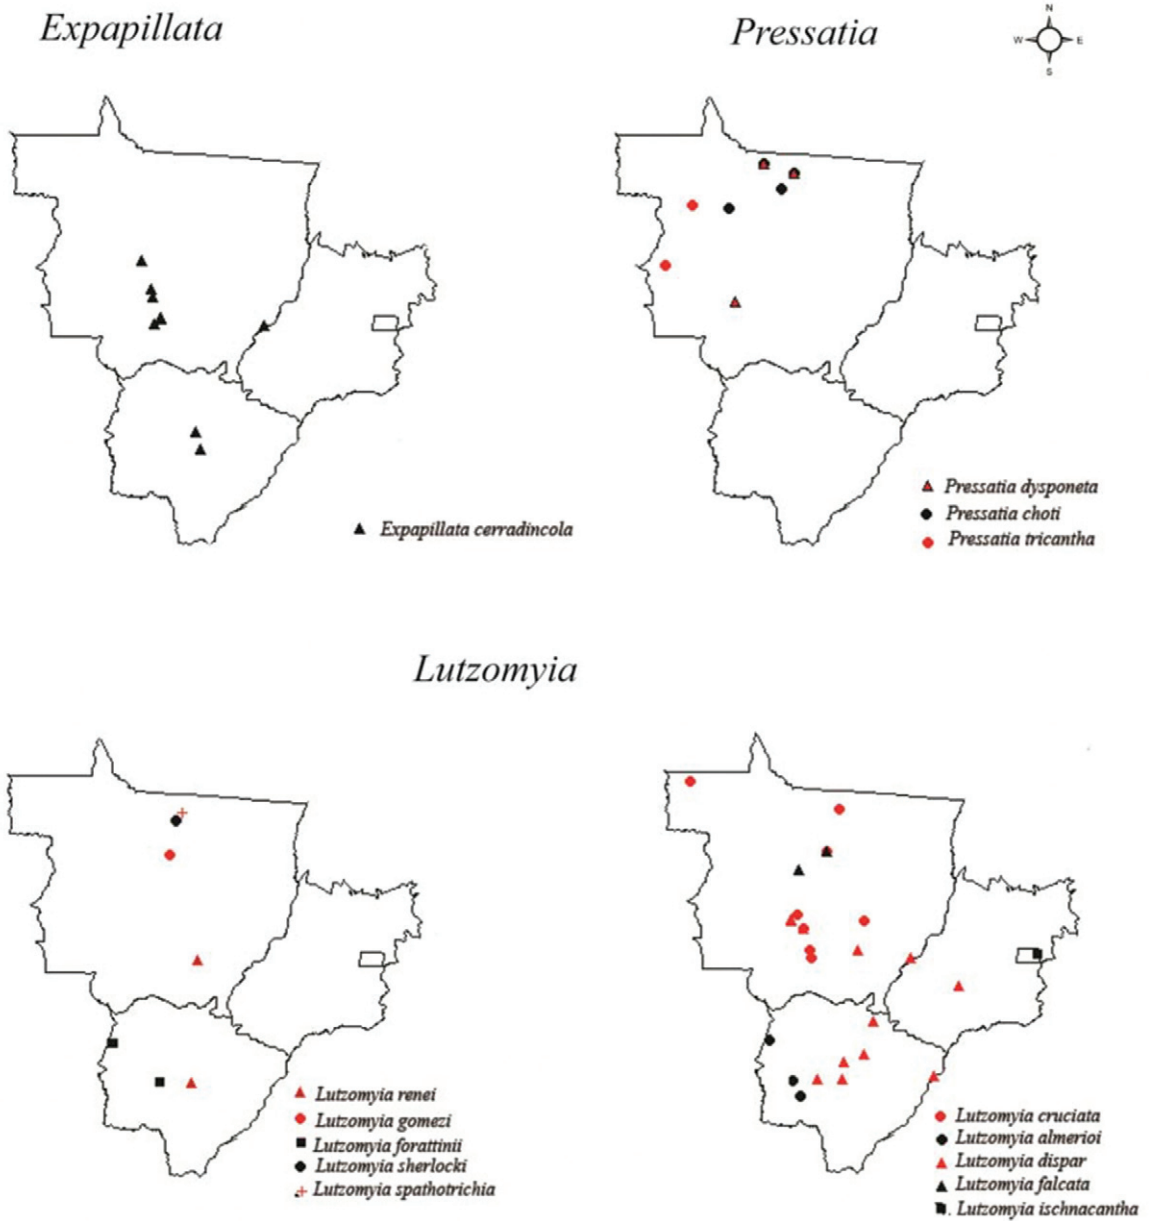 Expapillata
Pressatia
N
W E
S
Expapillata cerradincola
Pressatia dysponeta
Pressatia choti
Pressatia tricantha
Lutzomyia
Lutzomyia renei
Lutzomyia gomezi
Lutzomyia forattinii
Lutzomyia sherlocki
Lutzomyia spathotrichia
Lutzomyia cruciata
Lutzomyia almerioi
Lutzomyia dispar
Lutzomyia falcata
Lutzomyia ischnacantha